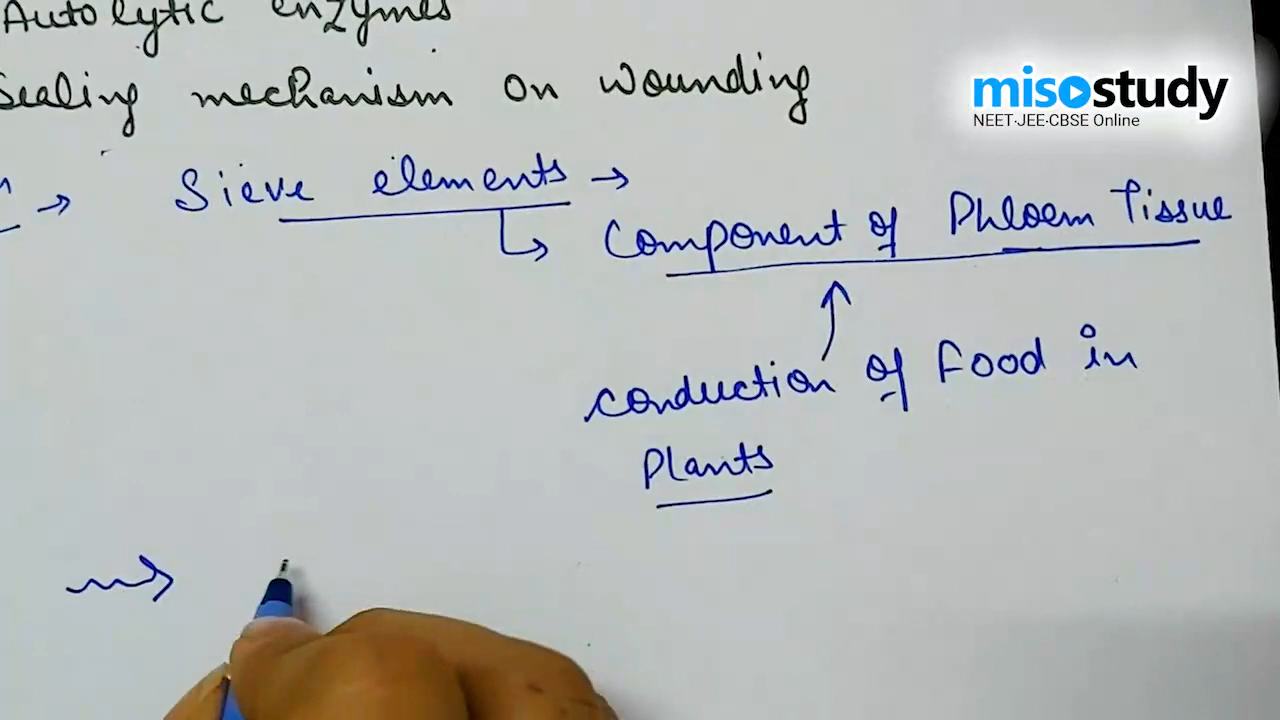 Autolytic enzymes
Sealing mechanism on wounding
misostudy
NEET-JEE-CBSE Online
→ Sieve elements →
↳ Component of Phloem Tissue
↑
conduction of Food in
Plants